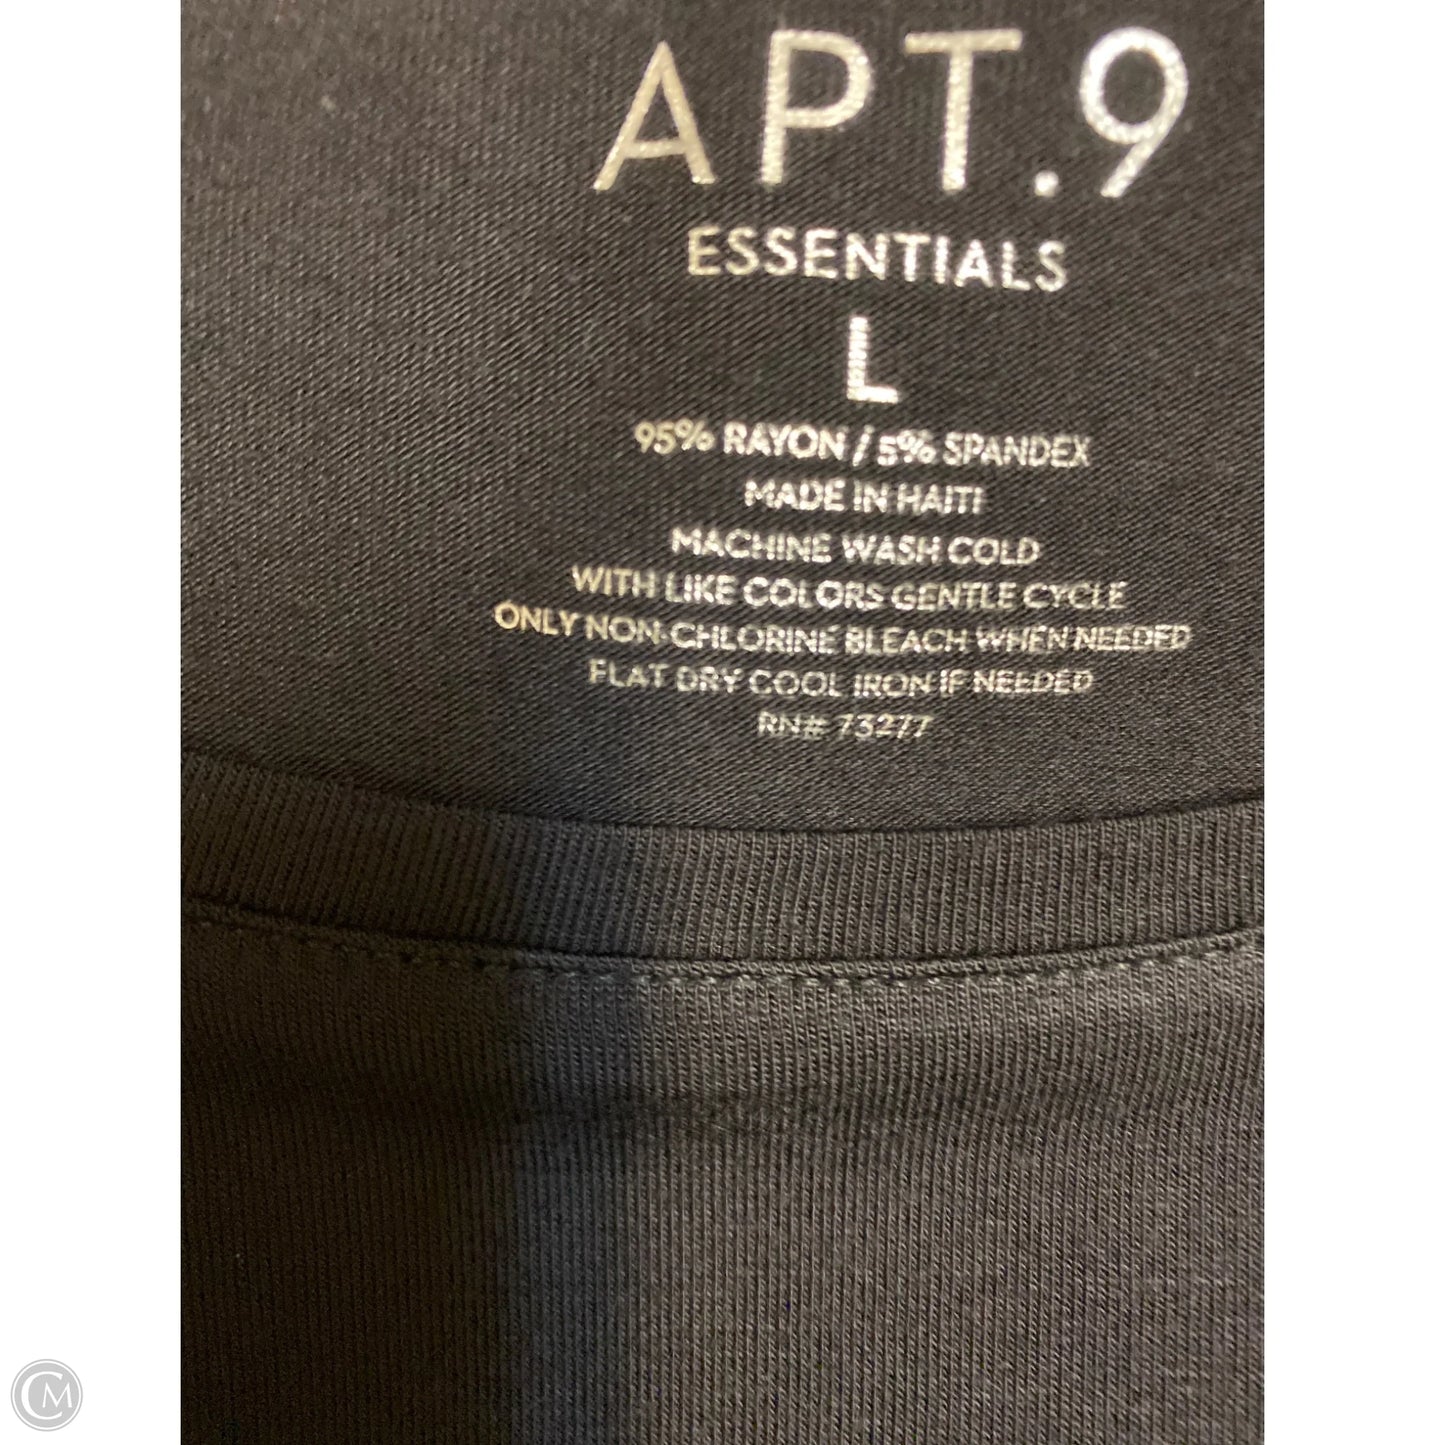 APT.9
ESSENTIALS
L
95% RAYON / 5% SPANDEX
MADE IN HAITI
MACHINE WASH COLD
WITH LIKE COLORS GENTLE CYCLE
ONLY NON-CHLORINE BLEACH WHEN NEEDED
FLAT DRY COOL IRON IF NEEDED
RN# 73277
CM